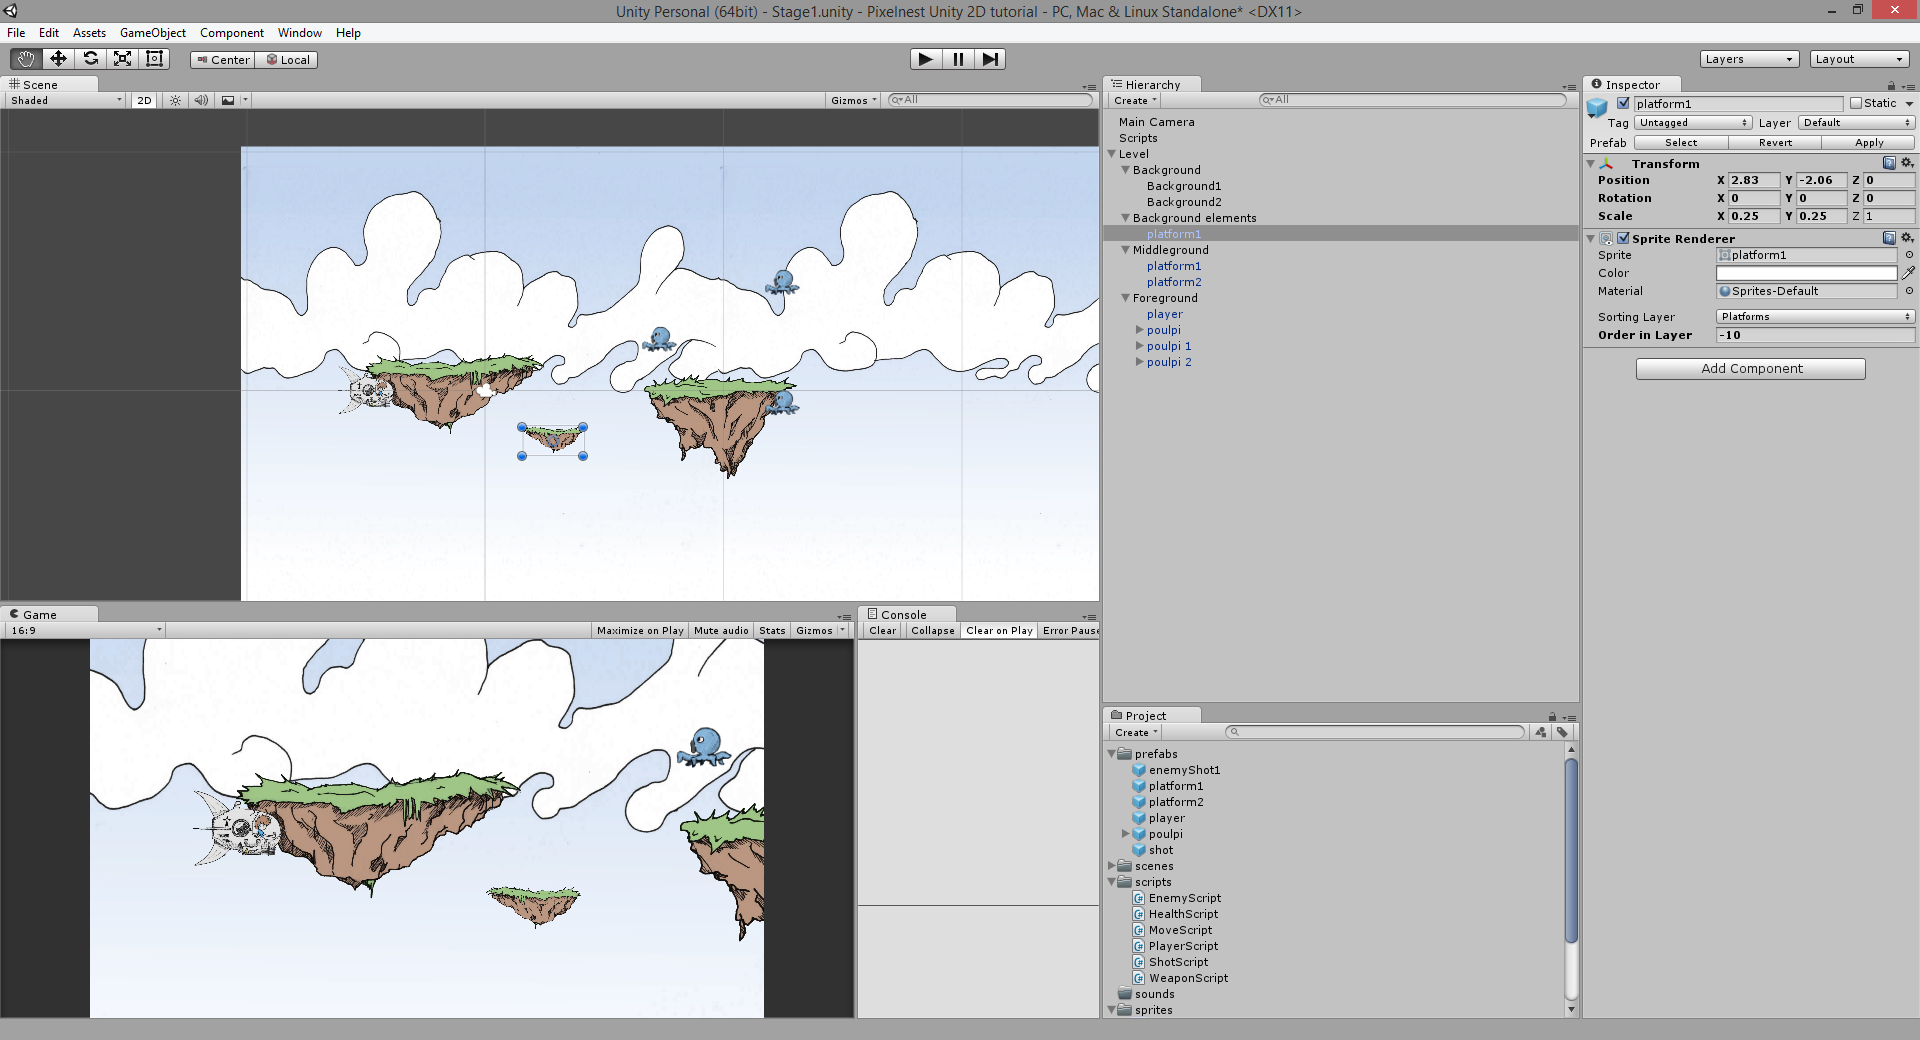 Unity Personal (64bit) - Stage1.unity - Pixelnest Unity 2D tutorial - PC, Mac & Linux Standalone* <DX11>
File Edit Assets GameObject Component Window Help
Center Local Layers Layout
Scene
Shaded 2D Gizmos All
Hierarchy
Create All
Main Camera
Scripts
Level
Background
Background1
Background2
Background elements
platform1
Middleground
platform1
platform2
Foreground
player
poulpi
poulpi 1
poulpi 2
Inspector
platform1 Static
Tag Untagged Layer Default
Prefab Select Revert Apply
Transform
Position X 2.83 Y -2.06 Z 0
Rotation X 0 Y 0 Z 0
Scale X 0.25 Y 0.25 Z 1
Sprite Renderer
Sprite platform1
Color
Material Sprites-Default
Sorting Layer Platforms
Order in Layer -10
Add Component
Game
16:9 Maximize on Play Mute audio Stats Gizmos
Console
Clear Collapse Clear on Play Error Pause
Project
Create
prefabs
enemyShot1
platform1
platform2
player
poulpi
shot
scenes
scripts
EnemyScript
HealthScript
MoveScript
PlayerScript
ShotScript
WeaponScript
sounds
sprites